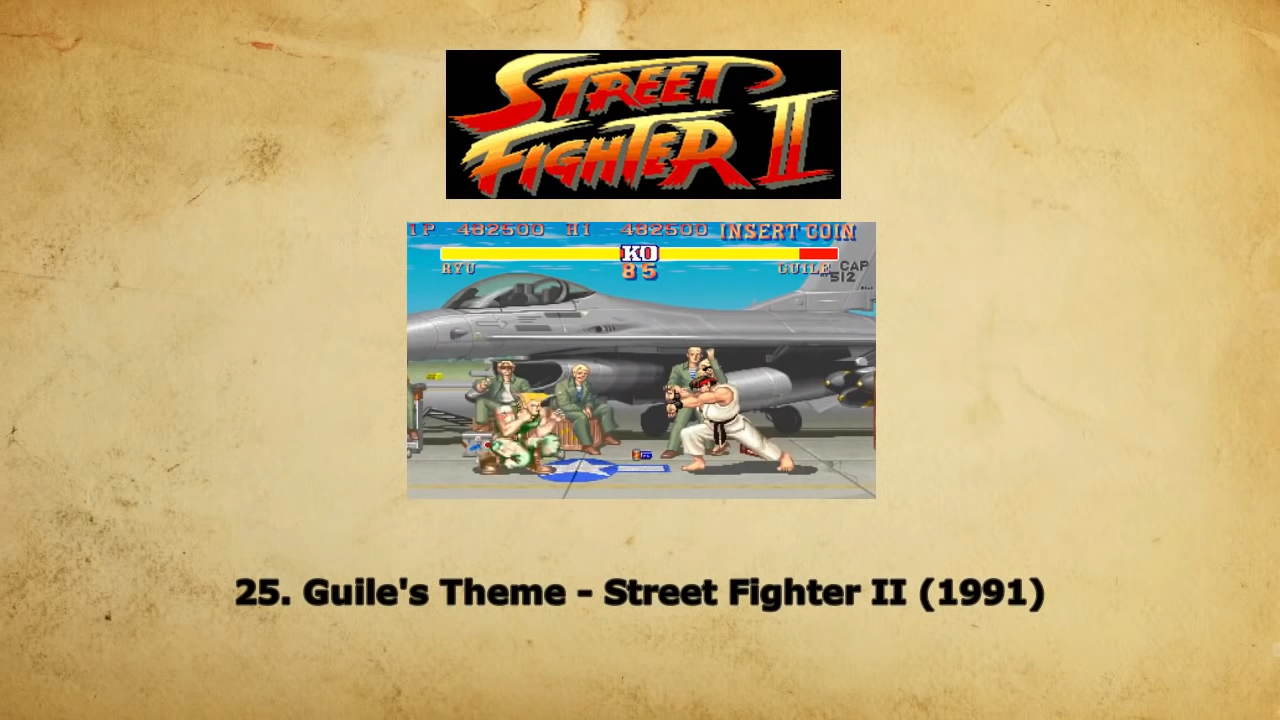 STREET
FIGHTER II
1P 482500 HI 482500 INSERT COIN
KO
RYU 85 GUILE
CAP
512
25. Guile's Theme - Street Fighter II (1991)